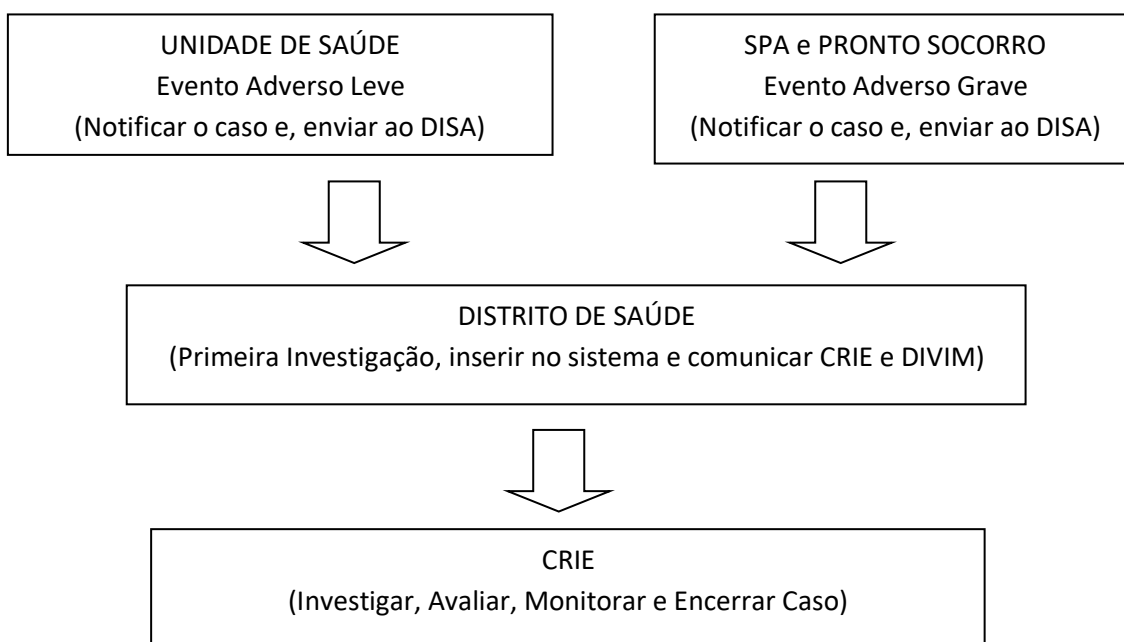 UNIDADE DE SAÚDE
Evento Adverso Leve
(Notificar o caso e, enviar ao DISA)
SPA e PRONTO SOCORRO
Evento Adverso Grave
(Notificar o caso e, enviar ao DISA)
DISTRITO DE SAÚDE
(Primeira Investigação, inserir no sistema e comunicar CRIE e DIVIM)
CRIE
(Investigar, Avaliar, Monitorar e Encerrar Caso)